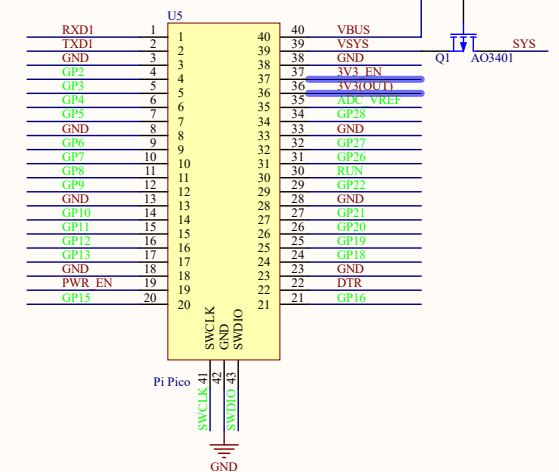 U5
RXD1 1 1 40 40 VBUS
TXD1 2 2 39 39 VSYS Q1 AO3401 SYS
GND 3 3 38 38 GND
GP2 4 4 37 37 3V3_EN
GP3 5 5 36 36 3V3(OUT)
GP4 6 6 35 35 ADC_VREF
GP5 7 7 34 34 GP28
GND 8 8 33 33 GND
GP6 9 9 32 32 GP27
GP7 10 10 31 31 GP26
GP8 11 11 30 30 RUN
GP9 12 12 29 29 GP22
GND 13 13 28 28 GND
GP10 14 14 27 27 GP21
GP11 15 15 26 26 GP20
GP12 16 16 25 25 GP19
GP13 17 17 24 24 GP18
GND 18 18 23 23 GND
PWR_EN 19 19 22 22 DTR
GP15 20 20 21 21 GP16
SWCLK GND SWDIO
Pi Pico 41 42 43
SWCLK SWDIO
GND